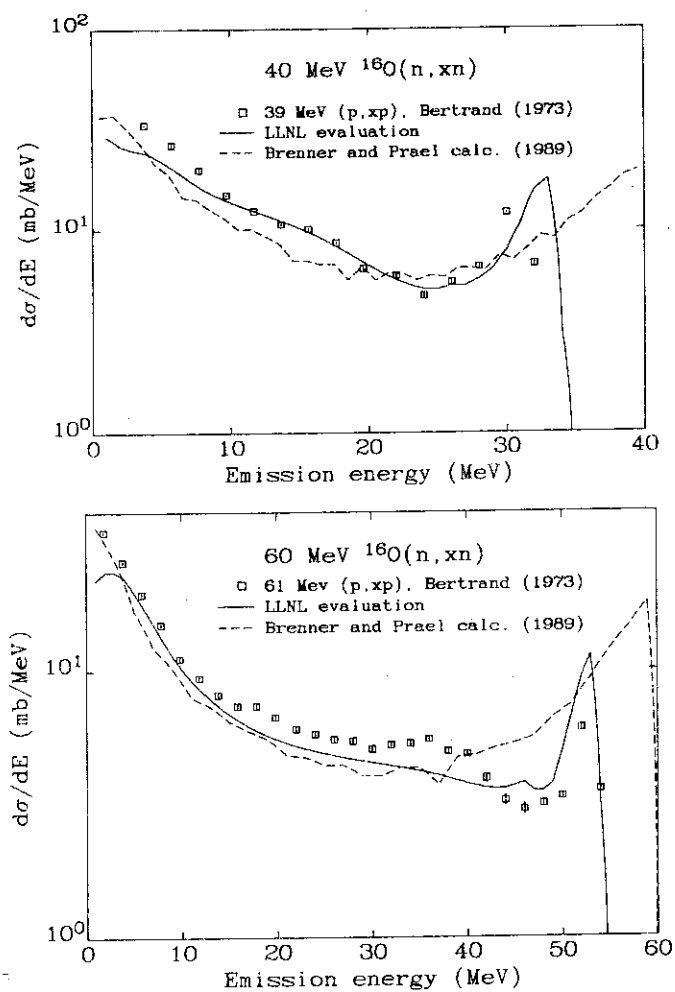 10²
40 MeV ¹⁶O(n,xn)
39 MeV (p,xp), Bertrand (1973)
LLNL evaluation
Brenner and Prael calc. (1989)
dσ/dE (mb/MeV)
10¹
10⁰
0 10 20 30 40
Emission energy (MeV)
60 MeV ¹⁶O(n,xn)
61 Mev (p,xp), Bertrand (1973)
LLNL evaluation
Brenner and Prael calc. (1989)
dσ/dE (mb/MeV)
10¹
10⁰
0 10 20 30 40 50 60
Emission energy (MeV)